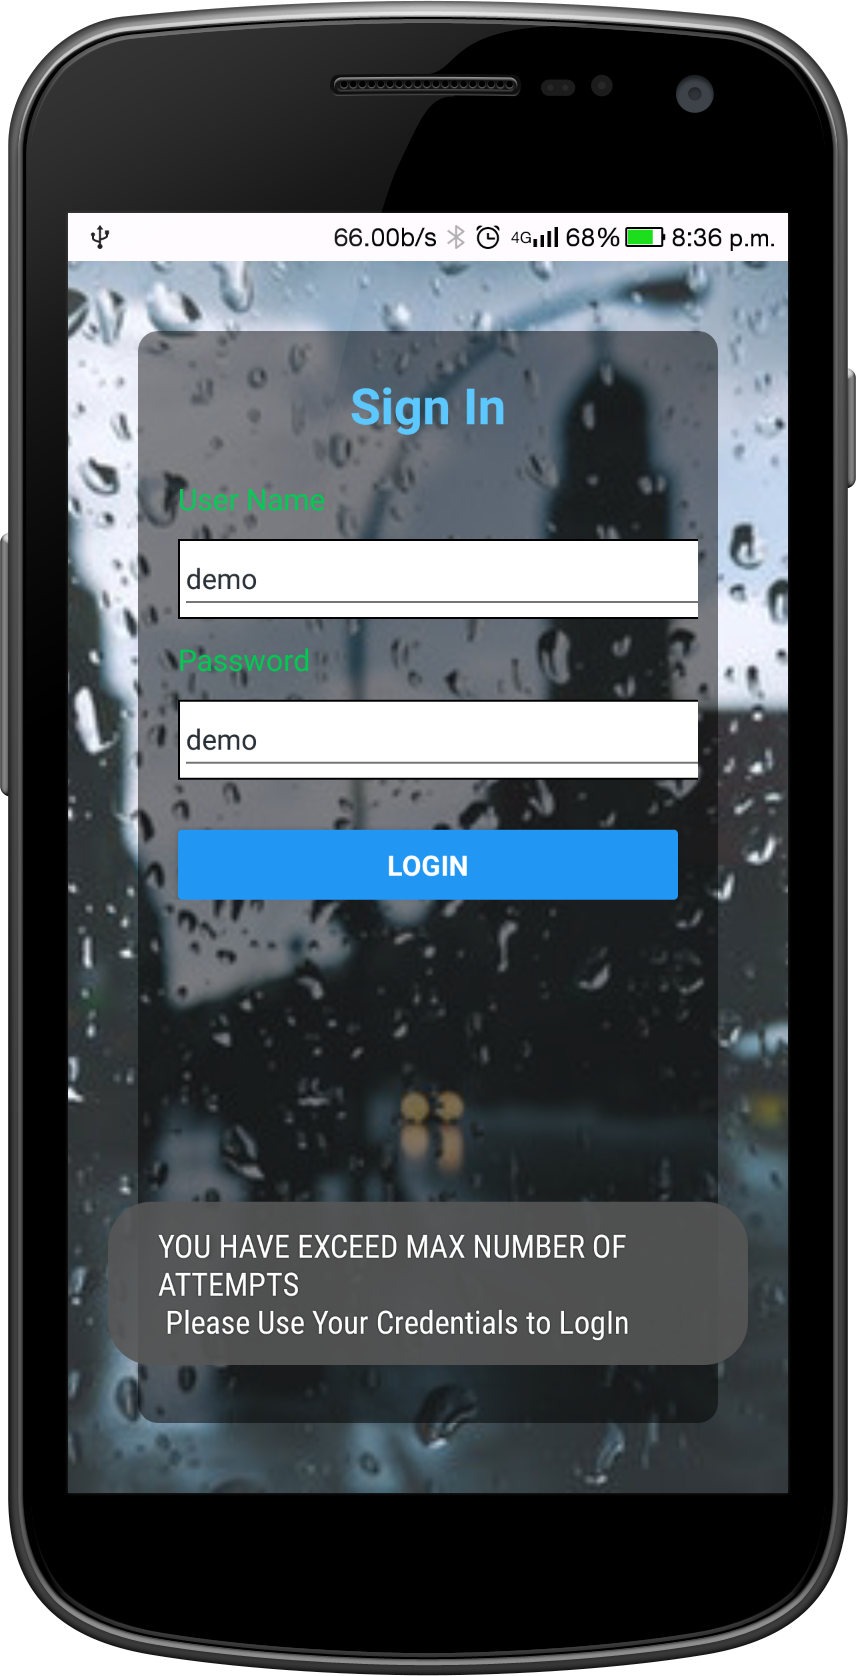 66.00b/s 4G 68% 8:36 p.m.
Sign In
User Name
demo
Password
demo
LOGIN
YOU HAVE EXCEED MAX NUMBER OF
ATTEMPTS
Please Use Your Credentials to LogIn